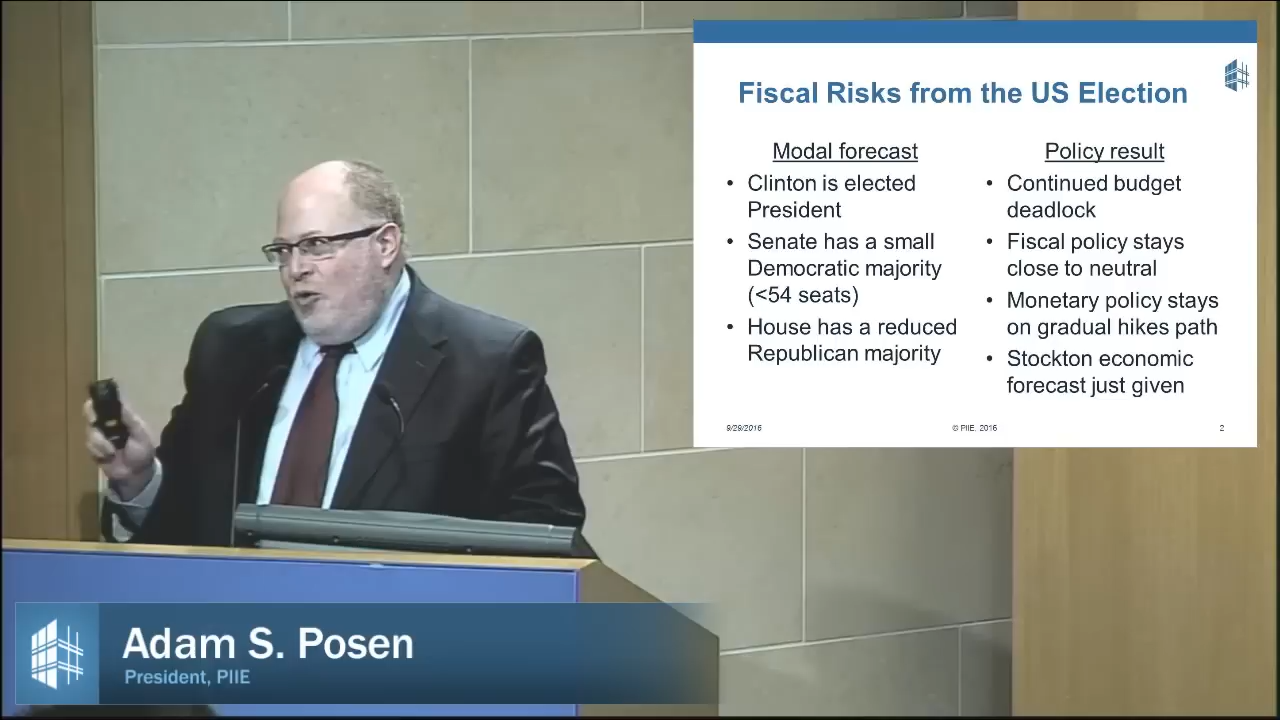 Fiscal Risks from the US Election
Modal forecast
• Clinton is elected
President
• Senate has a small
Democratic majority
(<54 seats)
• House has a reduced
Republican majority
Policy result
• Continued budget
deadlock
• Fiscal policy stays
close to neutral
• Monetary policy stays
on gradual hikes path
• Stockton economic
forecast just given
9/29/2016
© PIIE, 2016
2
Adam S. Posen
President, PIIE